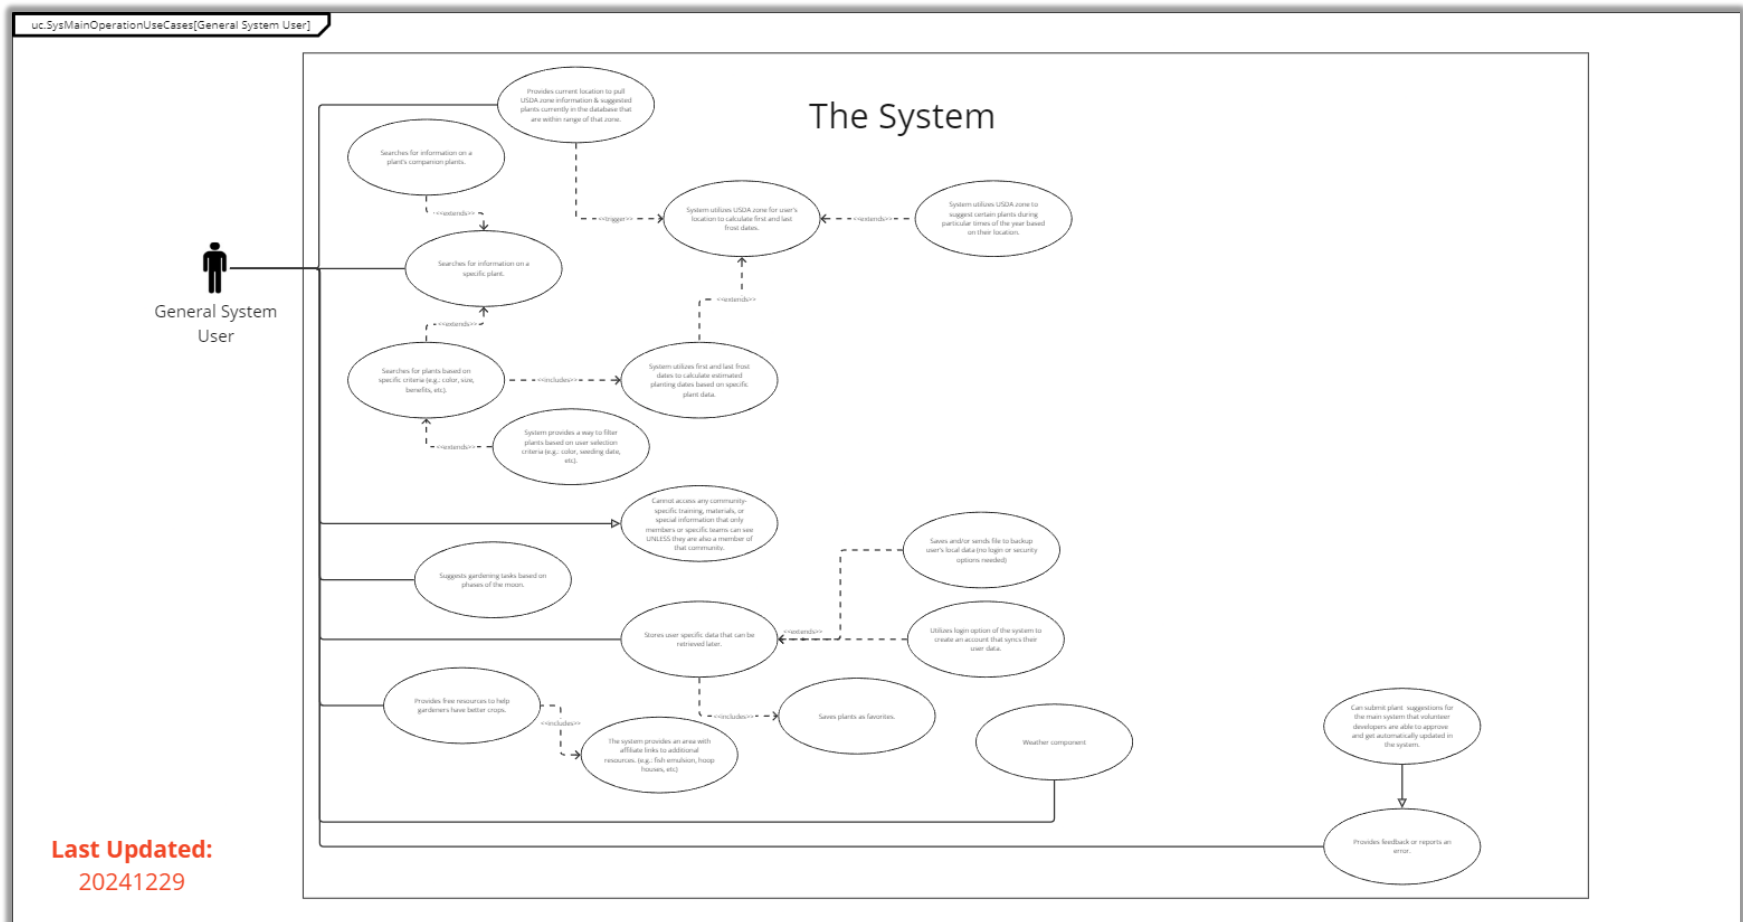 uc.SysMainOperationUseCases[General System User]
The System
Provides current location to pull
USDA zone information & suggested
plants currently in the database that
are within range of that zone.
Searches for information on a
plant's companion plants.
<<extends>>
<<trigger>>
System utilizes USDA zone for user's
location to calculate first and last
frost dates.
<<extends>>
System utilizes USDA zone to
suggest certain plants during
particular times of the year based
on their location.
General System
User
Searches for information on a
specific plant.
<<extends>>
<<extends>>
Searches for plants based on
specific criteria (e.g.: color, size,
benefits, etc).
<<includes>>
System utilizes first and last frost
dates to calculate estimated
planting dates based on specific
plant data.
<<extends>>
System provides a way to filter
plants based on user selection
criteria (e.g.: color, seeding date,
etc).
Cannot access any community-
specific training, materials, or
special information that only
members or specific teams can see
UNLESS they are also a member of
that community.
Suggests gardening tasks based on
phases of the moon.
Saves and/or sends file to backup
user's local data (no login or security
options needed)
Stores user specific data that can be
retrieved later.
<<extends>>
Utilizes login option of the system to
create an account that syncs their
user data.
Provides free resources to help
gardeners have better crops.
<<includes>>
The system provides an area with
affiliate links to additional
resources. (e.g.: fish emulsion, hoop
houses, etc)
<<includes>>
Saves plants as favorites.
Weather component
Can submit plant suggestions for
the main system that volunteer
developers are able to approve
and get automatically updated in
the system.
Provides feedback or reports an
error.
Last Updated:
20241229